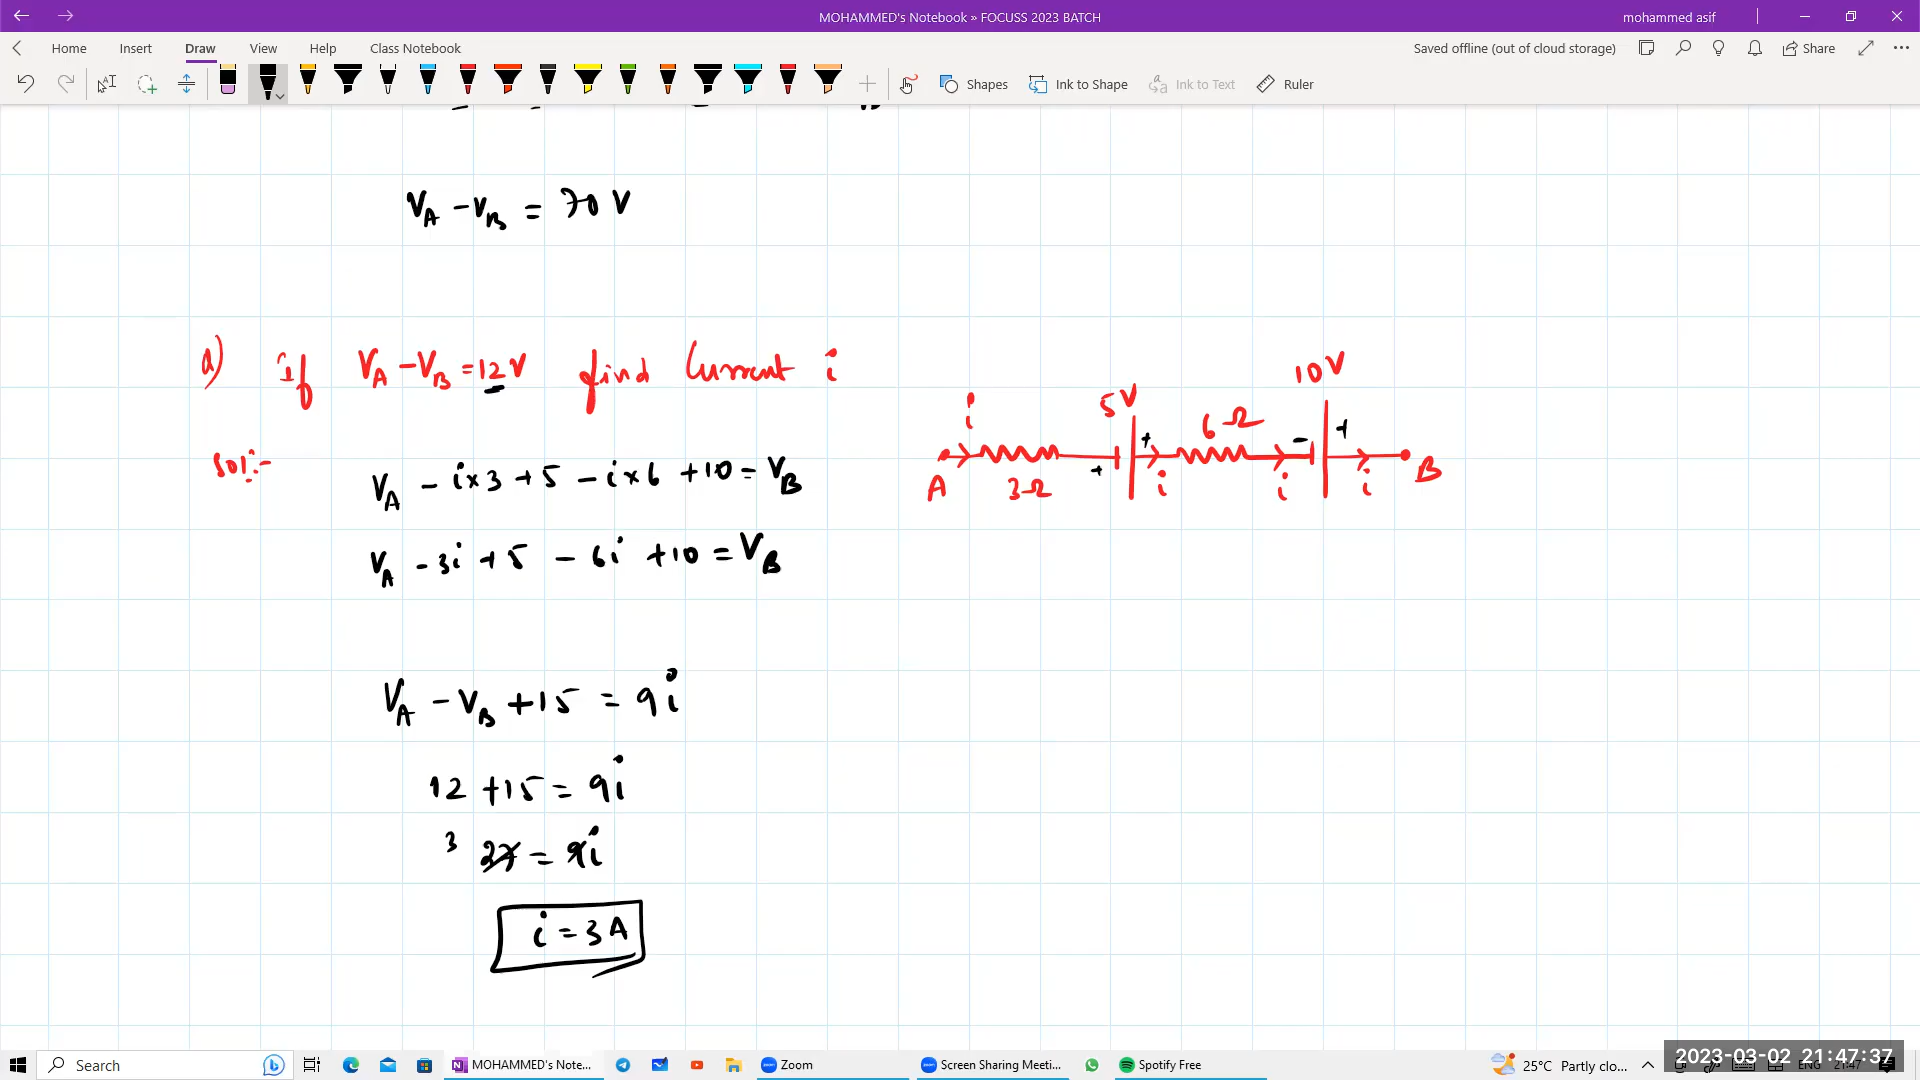 MOHAMMED's Notebook » FOCUSS 2023 BATCH
mohammed asif
Home Insert Draw View Help Class Notebook
Saved offline (out of cloud storage)
Share
Shapes Ink to Shape Ink to Text Ruler
VA - VB = 70 V
If VA - VB = 12 V find Current i
Sol:-
VA - i×3 + 5 - i×6 + 10 = VB
VA - 3i + 5 - 6i + 10 = VB
VA - VB + 15 = 9i
12 + 15 = 9i
3 27 = 9i
i = 3A
i 5V 6Ω 10V
+ - +
A 3Ω + i i i B
Search
MOHAMMED's Note...
Zoom
Screen Sharing Meeti...
Spotify Free
25°C Partly clo...
2023-03-02 21:47:37